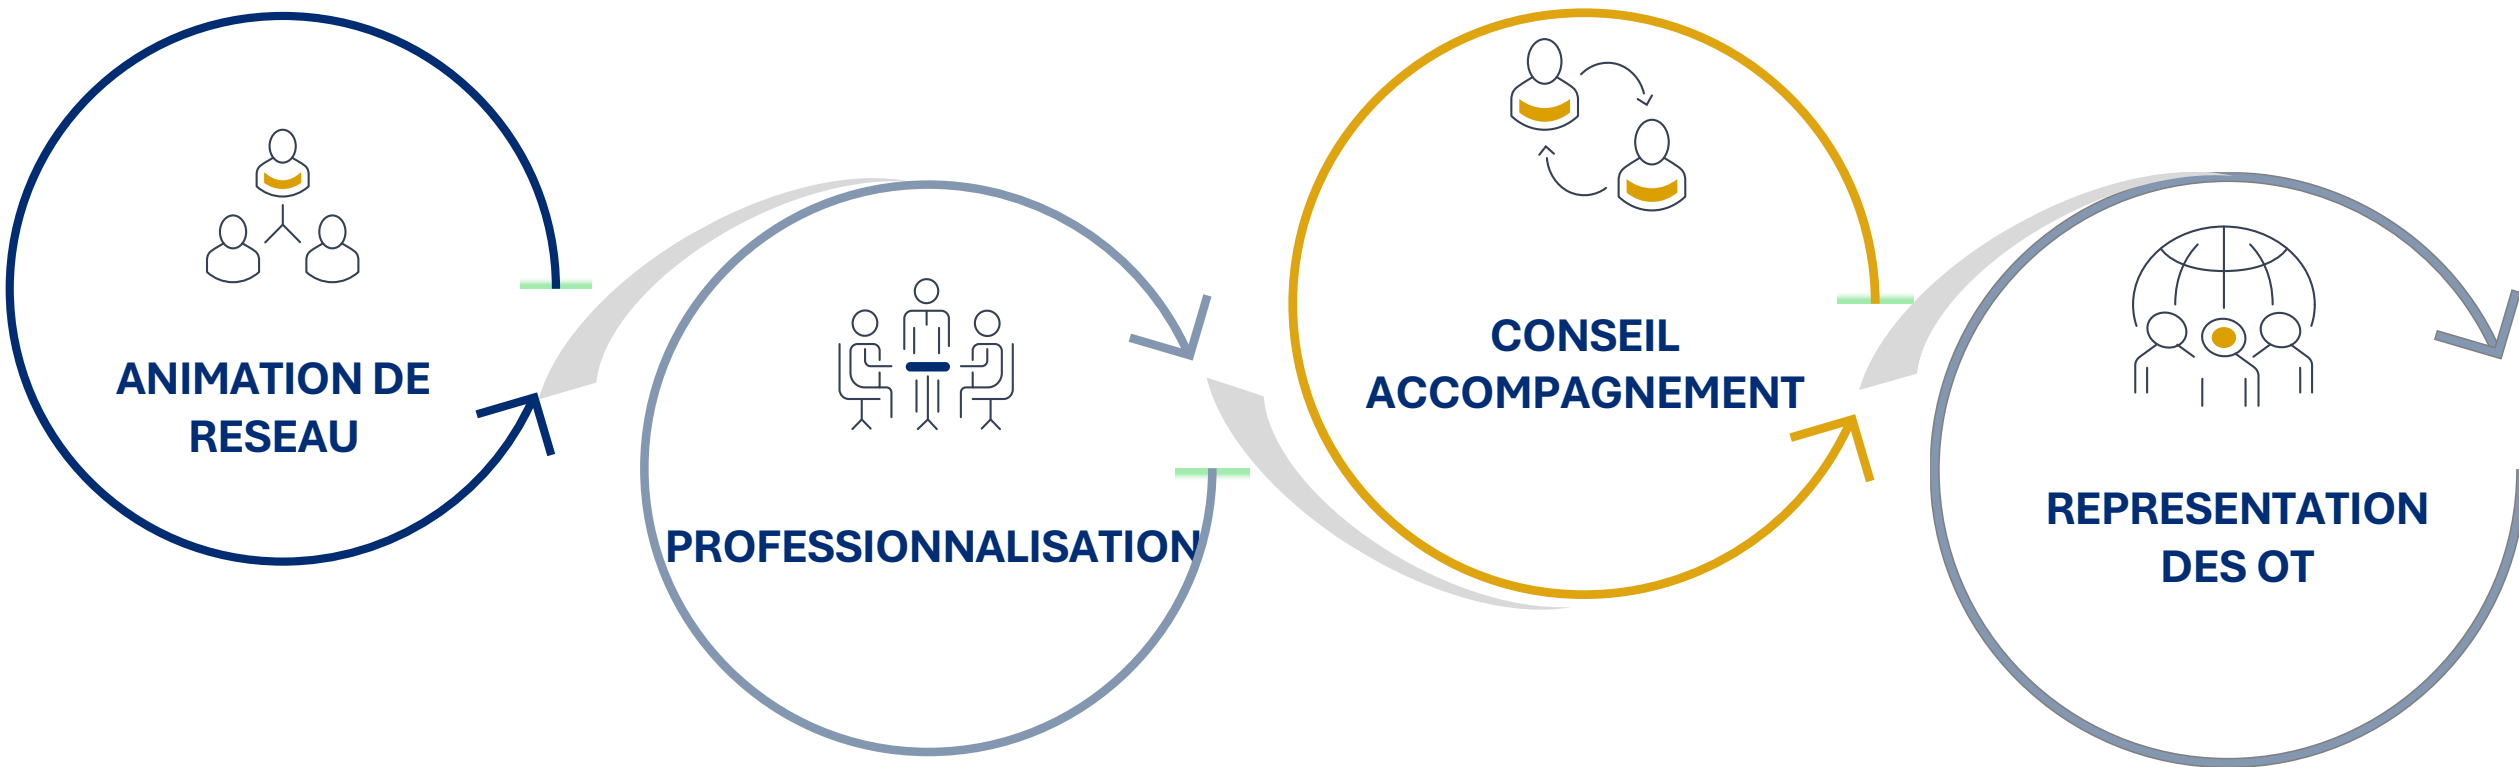 ANIMATION DE
RESEAU
PROFESSIONNALISATION
CONSEIL
ACCOMPAGNEMENT
REPRESENTATION
DES OT